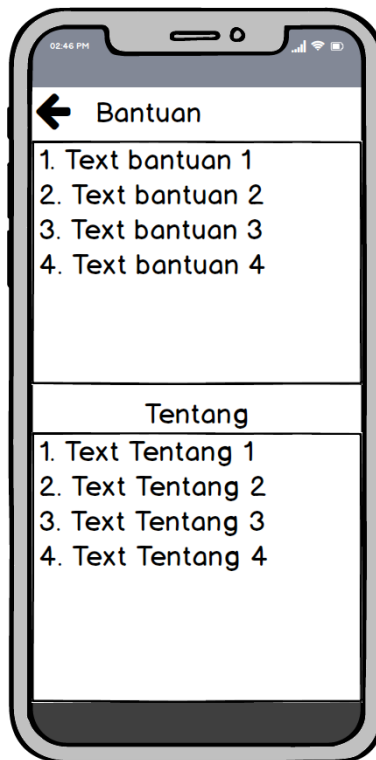 02:46 PM
Bantuan
1. Text bantuan 1
2. Text bantuan 2
3. Text bantuan 3
4. Text bantuan 4
Tentang
1. Text Tentang 1
2. Text Tentang 2
3. Text Tentang 3
4. Text Tentang 4